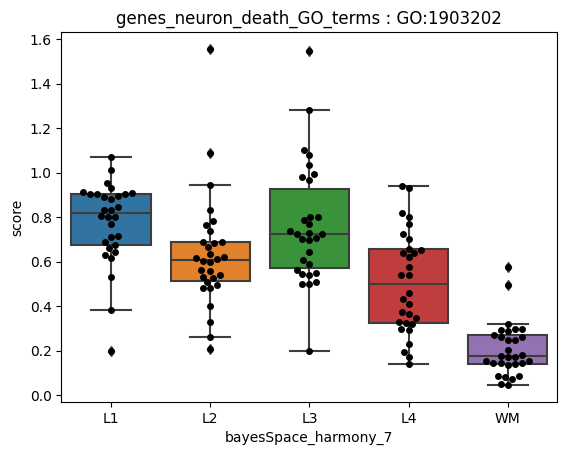 genes_neuron_death_GO_terms : GO:1903202
1.6
1.4
1.2
1.0
0.8
0.6
0.4
0.2
0.0
score
L1 L2 L3 L4 WM
bayesSpace_harmony_7